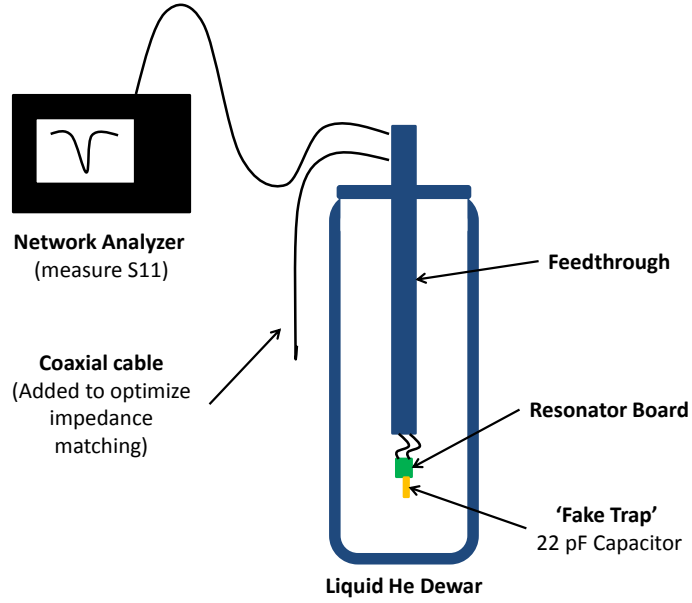 Network Analyzer
(measure S11)
Coaxial cable
(Added to optimize
impedance
matching)
Feedthrough
Resonator Board
‘Fake Trap’
22 pF Capacitor
Liquid He Dewar